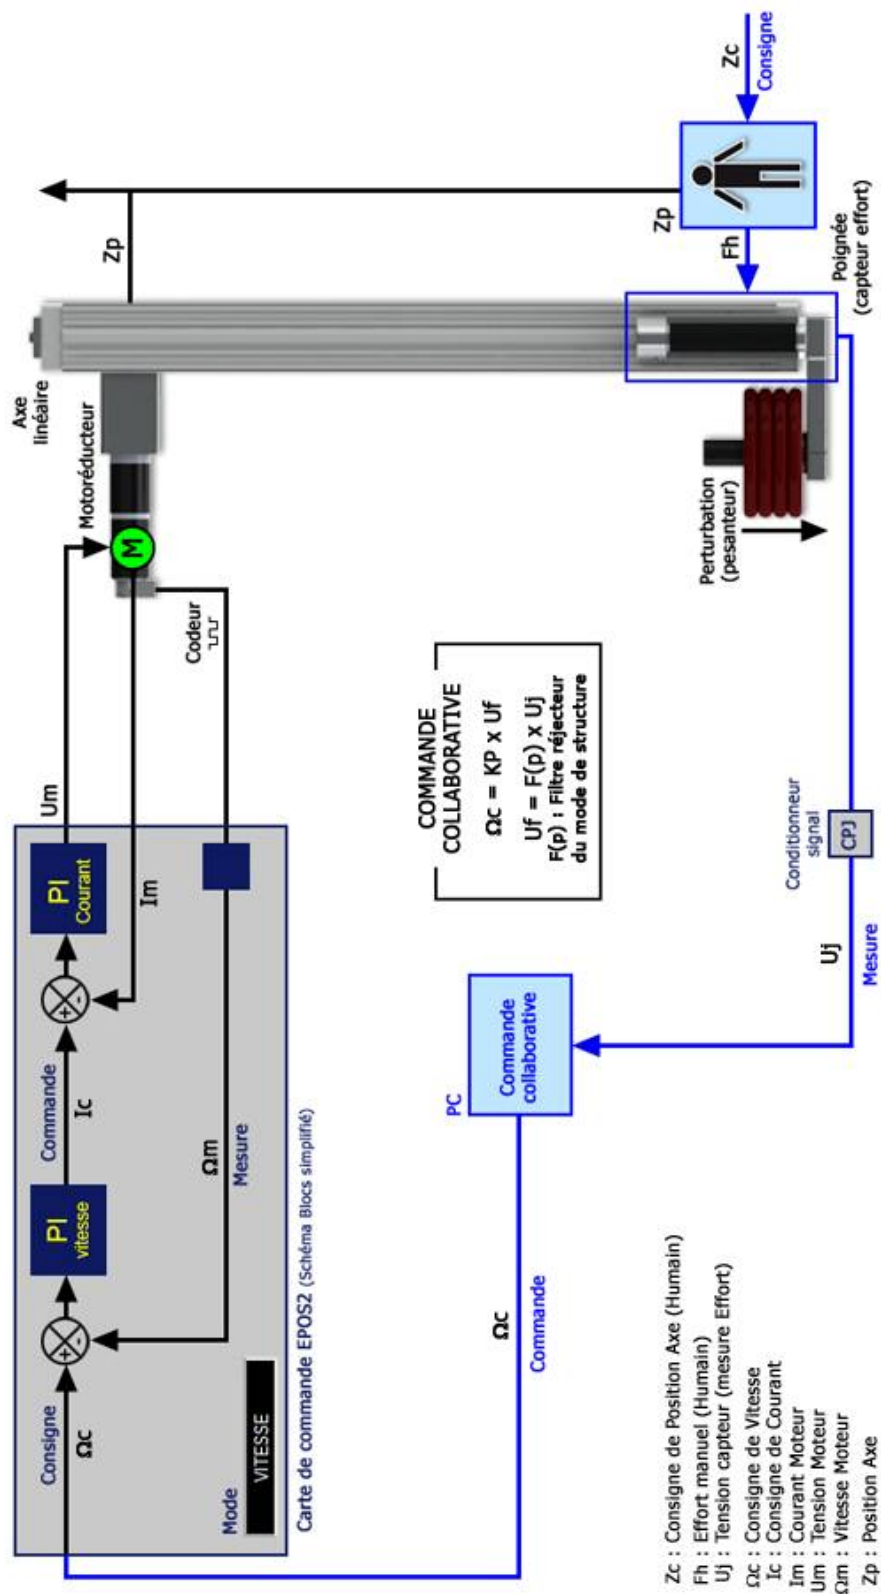 Consigne
Ωc
PI
vitesse
Commande
Ic
PI
Courant
Um
Im
Ωm
Mesure
Mode
VITESSE
Carte de commande EPOS2 (Schéma Blocs simplifié)
Codeur
M
Motoréducteur
Axe
linéaire
Zp
Zp
Zc
Consigne
Fh
Poignée
(capteur effort)
Perturbation
(pesanteur)
COMMANDE
COLLABORATIVE
Ωc = KP x Uf
Uf = F(p) x Uj
F(p) : Filtre réjecteur
du mode de structure
PC
Commande
collaborative
Ωc
Commande
Conditionneur
signal
CPJ
Uj
Mesure
Zc : Consigne de Position Axe (Humain)
Fh : Effort manuel (Humain)
Uj : Tension capteur (mesure Effort)
Ωc : Consigne de Vitesse
Ic : Consigne de Courant
Im : Courant Moteur
Um : Tension Moteur
Ωm : Vitesse Moteur
Zp : Position Axe